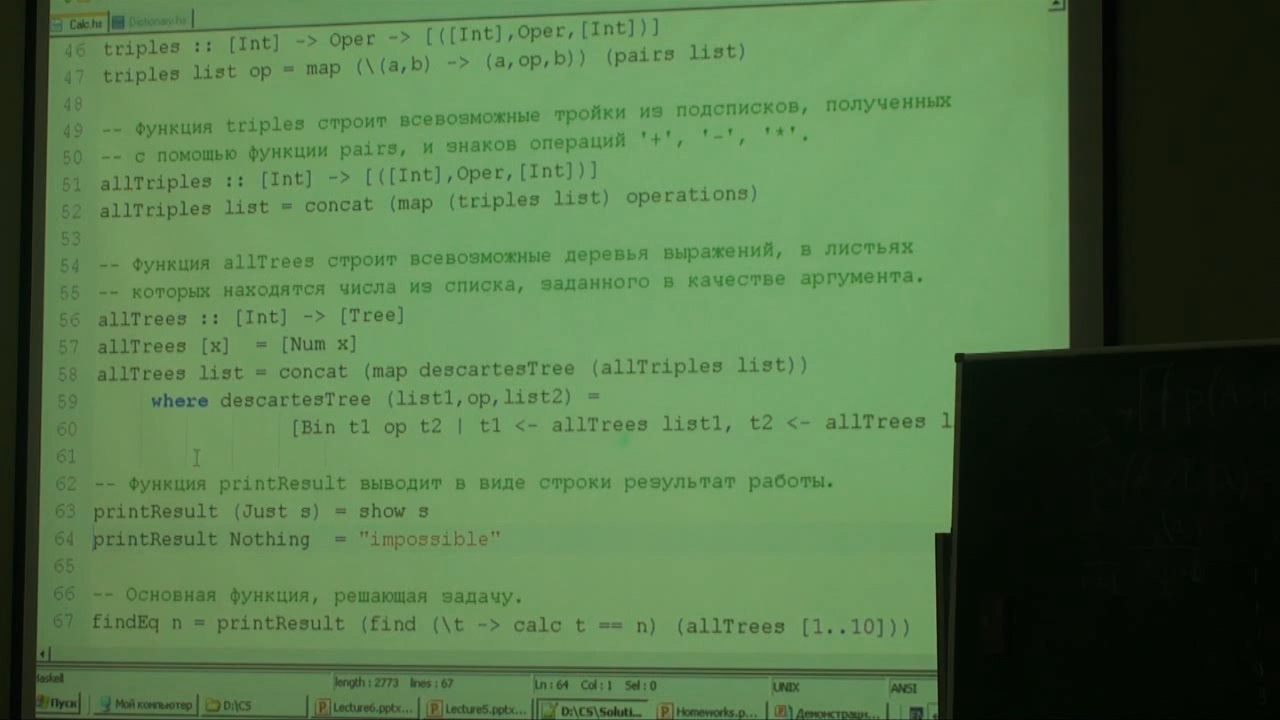 Calc.hs Dictionary.hs
46 triples :: [Int] -> Oper -> [([Int],Oper,[Int])]
47 triples list op = map (\(a,b) -> (a,op,b)) (pairs list)
48
49 -- Функция triples строит всевозможные тройки из подсписков, полученных
50 -- с помощью функции pairs, и знаков операций '+', '-', '*'.
51 allTriples :: [Int] -> [([Int],Oper,[Int])]
52 allTriples list = concat (map (triples list) operations)
53
54 -- Функция allTrees строит всевозможные деревья выражений, в листьях
55 -- которых находятся числа из списка, заданного в качестве аргумента.
56 allTrees :: [Int] -> [Tree]
57 allTrees [x]  = [Num x]
58 allTrees list = concat (map descartesTree (allTriples list))
59 where descartesTree (list1,op,list2) =
60 [Bin t1 op t2 | t1 <- allTrees list1, t2 <- allTrees l
61
62 -- Функция printResult выводит в виде строки результат работы.
63 printResult (Just s) = show s
64 printResult Nothing  = "impossible"
65
66 -- Основная функция, решающая задачу.
67 findEq n = printResult (find (\t -> calc t == n) (allTrees [1..10]))
askell length : 2773 lines : 67 Ln : 64 Col : 1 Sel : 0 UNIX ANSI
Пуск Мой компьютер D:\CS Lecture6.pptx... Lecture5.pptx... D:\CS\Soluti... Homeworks.p... Демонстраци...